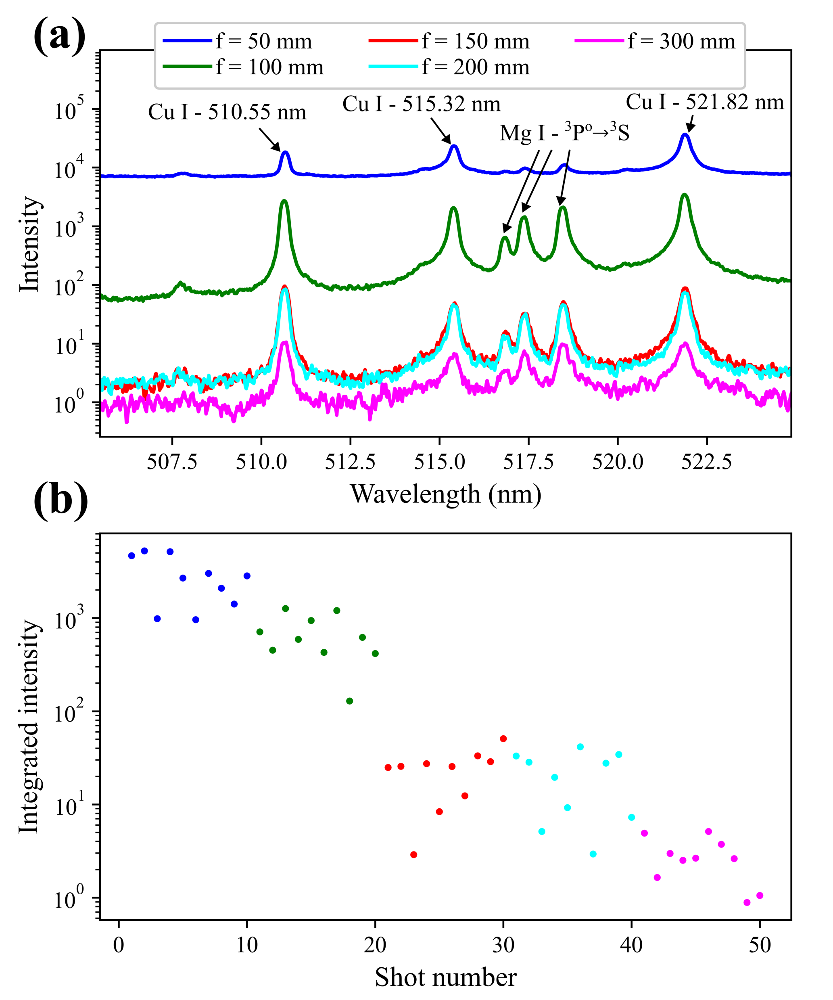 (a)
f = 50 mm f = 150 mm f = 300 mm
f = 100 mm f = 200 mm
Cu I - 510.55 nm Cu I - 515.32 nm Cu I - 521.82 nm
Mg I - ³Pᵒ→³S
Intensity
10⁵
10⁴
10³
10²
10¹
10⁰
507.5 510.0 512.5 515.0 517.5 520.0 522.5
Wavelength (nm)
(b)
Integrated intensity
10³
10²
10¹
10⁰
0 10 20 30 40 50
Shot number